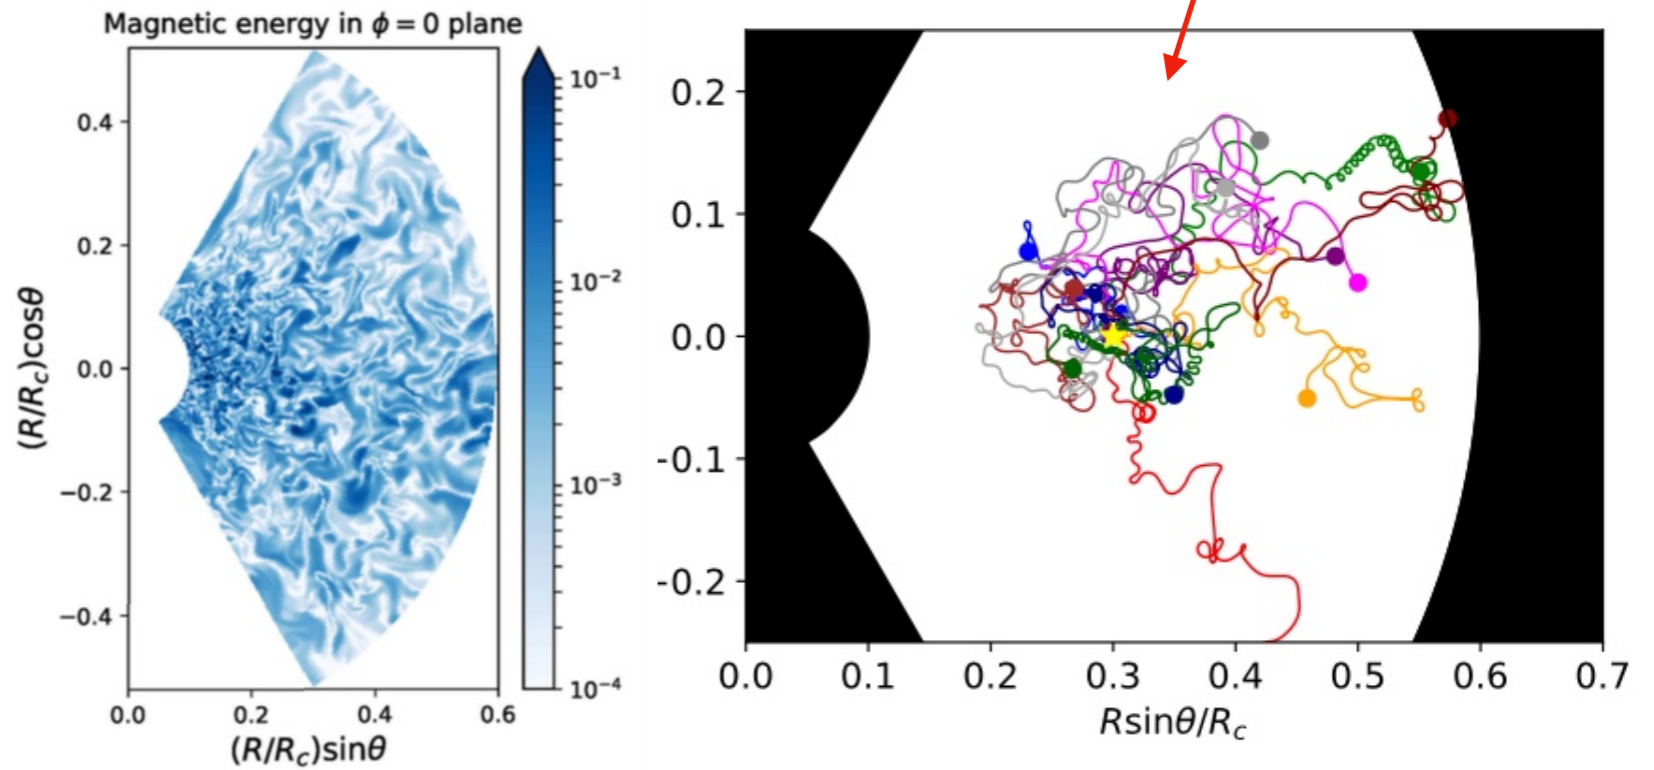 Magnetic energy in ϕ = 0 plane
(R/R_c)cosθ
0.4
0.2
0.0
−0.2
−0.4
0.0 0.2 0.4 0.6
(R/R_c)sinθ
10⁻¹
10⁻²
10⁻³
10⁻⁴
0.2
0.1
0.0
-0.1
-0.2
0.0 0.1 0.2 0.3 0.4 0.5 0.6 0.7
Rsinθ/R_c